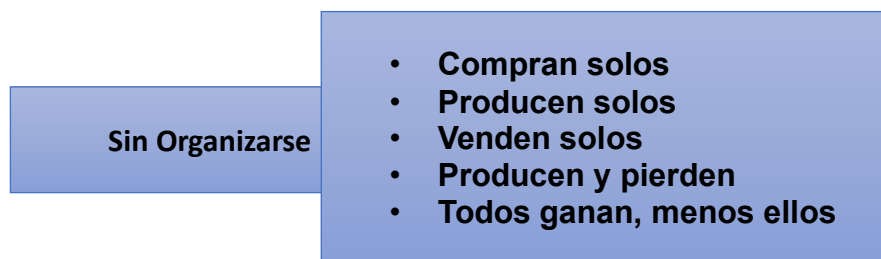 Sin Organizarse
• Compran solos
• Producen solos
• Venden solos
• Producen y pierden
• Todos ganan, menos ellos